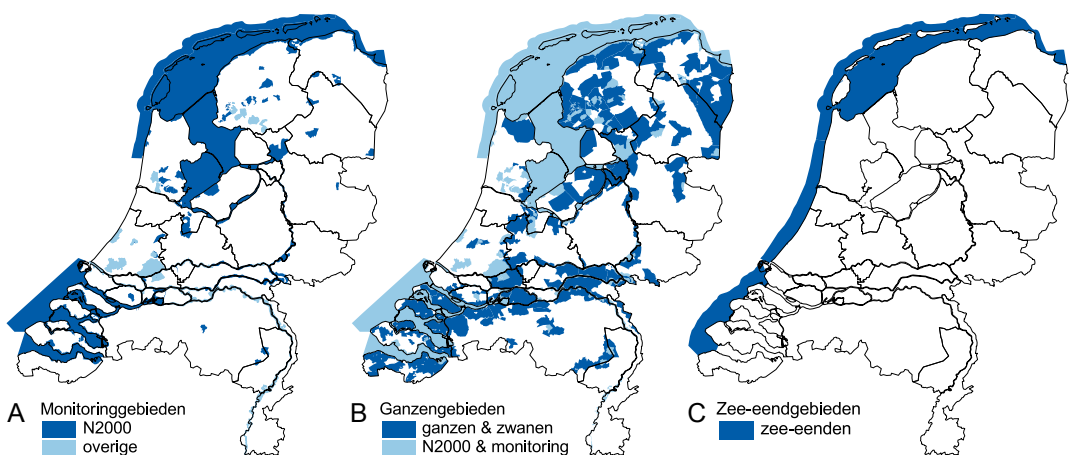 A Monitoringgebieden
N2000
overige
B Ganzengebieden
ganzen & zwanen
N2000 & monitoring
C Zee-eendgebieden
zee-eenden